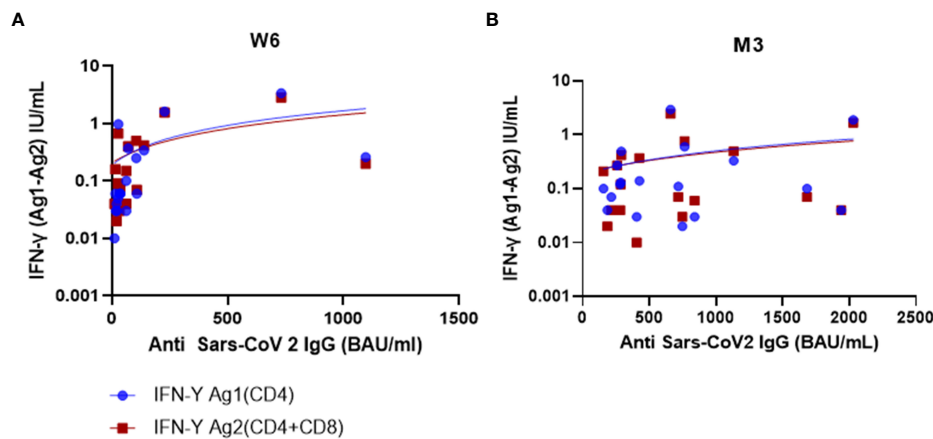 A
W6
IFN-γ (Ag1-Ag2) IU/mL
10
1
0.1
0.01
0.001
0
500
1000
1500
Anti Sars-CoV 2 IgG (BAU/ml)
B
M3
IFN-γ (Ag1-Ag2) IU/mL
10
1
0.1
0.01
0.001
0
500
1000
1500
2000
2500
Anti Sars-CoV2 IgG (BAU/mL)
IFN-Y Ag1(CD4)
IFN-Y Ag2(CD4+CD8)